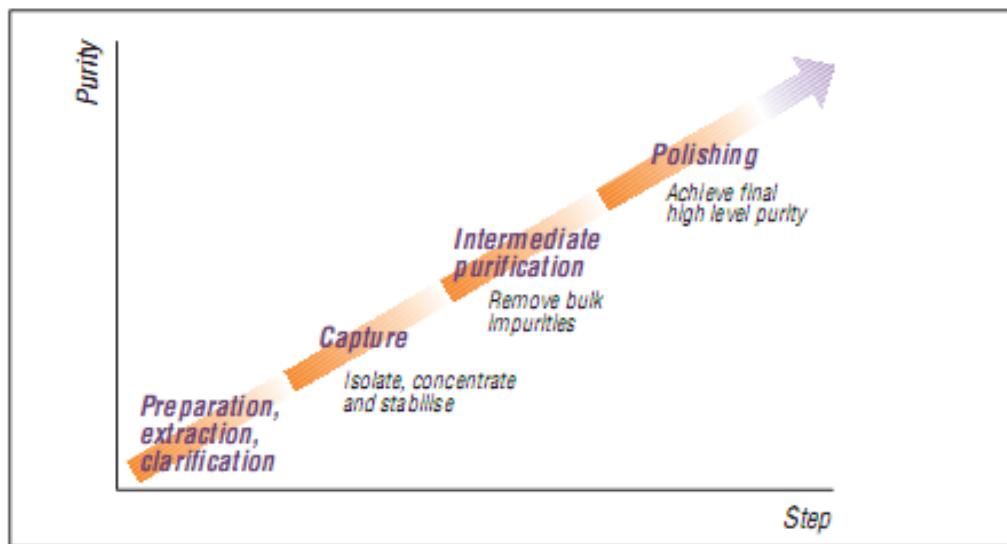 Purity
Polishing
Achieve final
high level purity
Intermediate
purification
Remove bulk
impurities
Capture
Isolate, concentrate
and stabilise
Preparation,
extraction,
clarification
Step